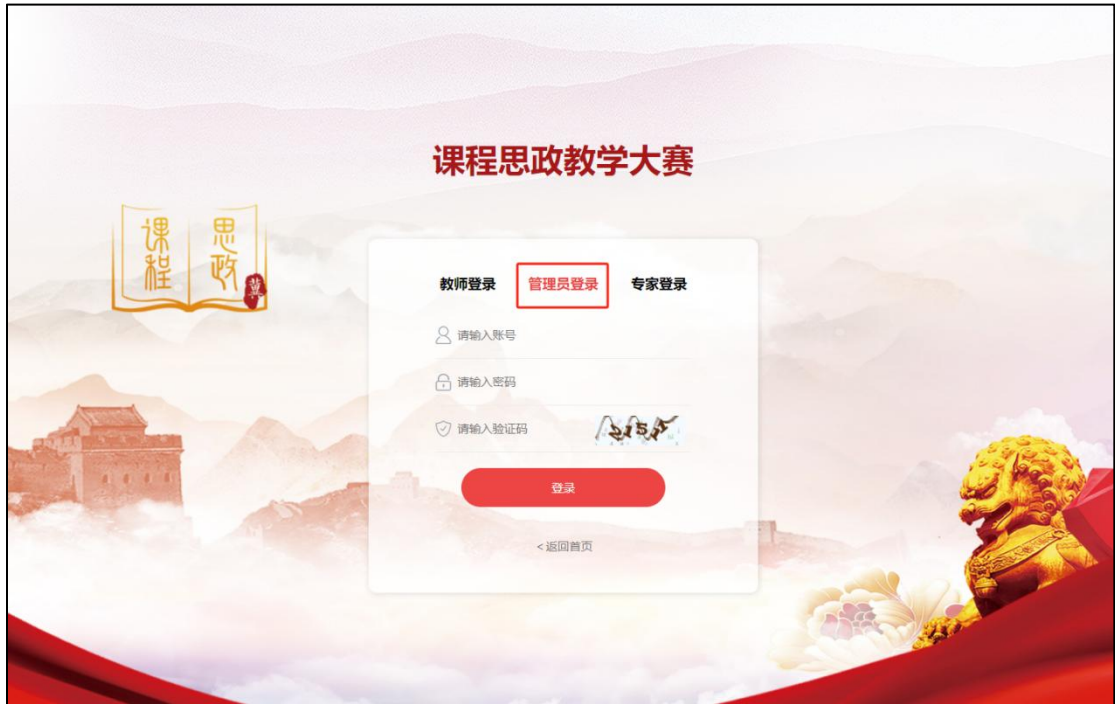 课程思政教学大赛
课程
思政
冀
教师登录 管理员登录 专家登录
请输入账号
请输入密码
请输入验证码
登录
<返回首页